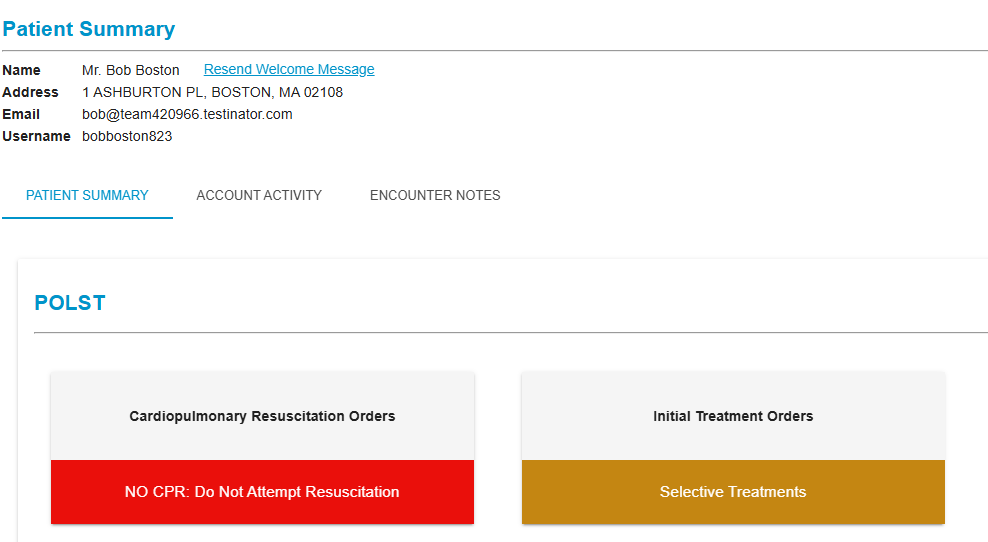 Patient Summary
Name Mr. Bob Boston Resend Welcome Message
Address 1 ASHBURTON PL, BOSTON, MA 02108
Email bob@team420966.testinator.com
Username bobboston823
PATIENT SUMMARY ACCOUNT ACTIVITY ENCOUNTER NOTES
POLST
Cardiopulmonary Resuscitation Orders Initial Treatment Orders
NO CPR: Do Not Attempt Resuscitation Selective Treatments